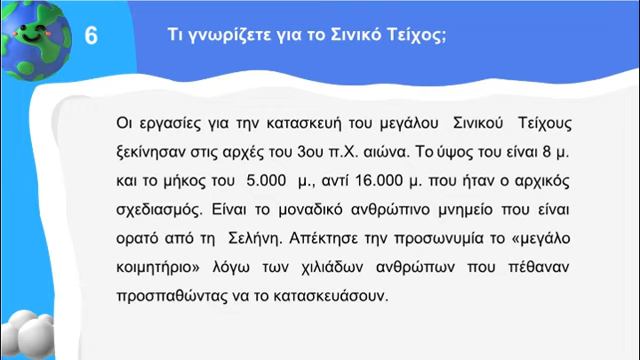 6
Τι γνωρίζετε για το Σινικό Τείχος;
Οι εργασίες για την κατασκευή του μεγάλου Σινικού Τείχους
ξεκίνησαν στις αρχές του 3ου π.Χ. αιώνα. Το ύψος του είναι 8 μ.
και το μήκος του 5.000 μ., αντί 16.000 μ. που ήταν ο αρχικός
σχεδιασμός. Είναι το μοναδικό ανθρώπινο μνημείο που είναι
ορατό από τη Σελήνη. Απέκτησε την προσωνυμία το «μεγάλο
κοιμητήριο» λόγω των χιλιάδων ανθρώπων που πέθαναν
προσπαθώντας να το κατασκευάσουν.